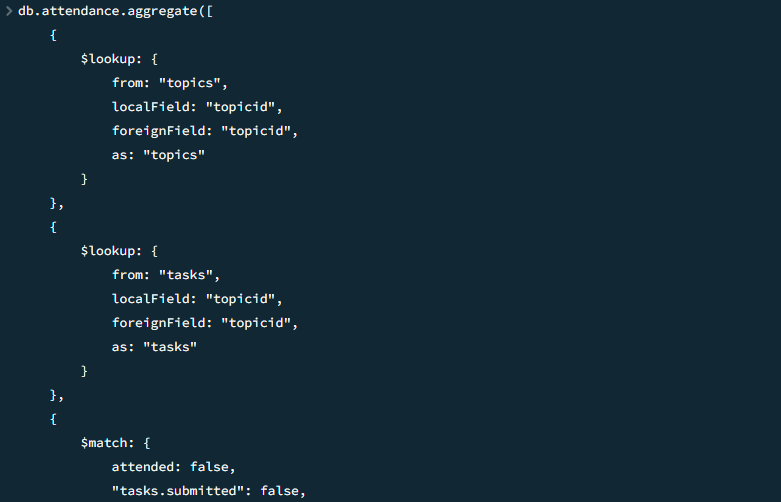 db.attendance.aggregate([
{
$lookup: {
from: "topics",
localField: "topicid",
foreignField: "topicid",
as: "topics"
}
},
{
$lookup: {
from: "tasks",
localField: "topicid",
foreignField: "topicid",
as: "tasks"
}
},
{
$match: {
attended: false,
"tasks.submitted": false,